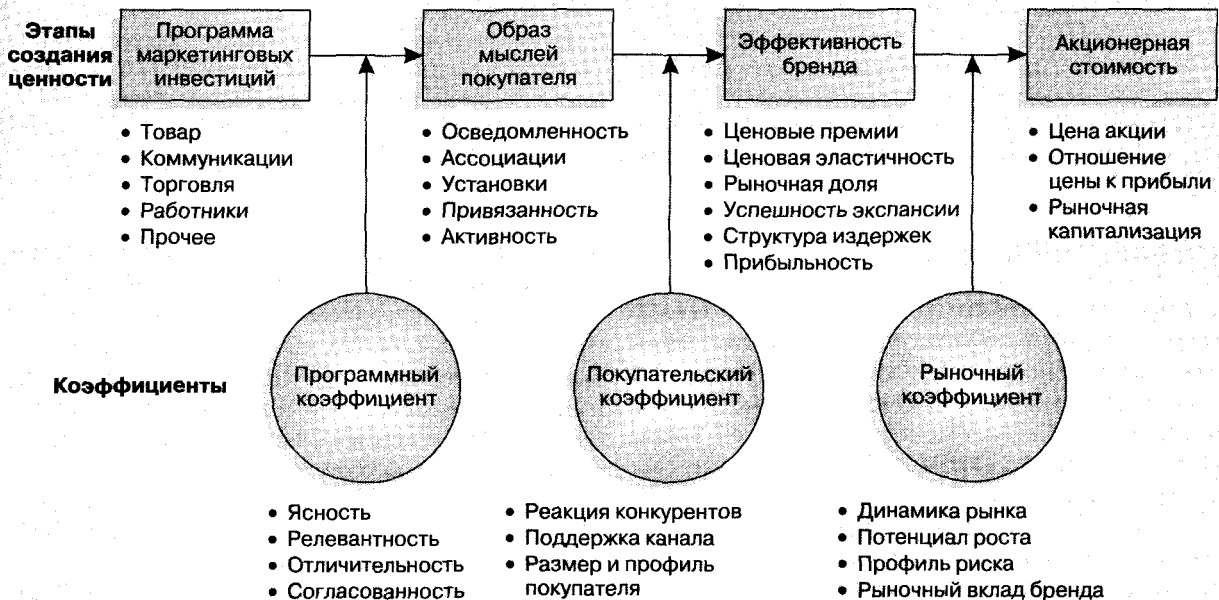 Этапы
создания
ценности
Программа
маркетинговых
инвестиций
Образ
мыслей
покупателя
Эффективность
бренда
Акционерная
стоимость
• Товар
• Коммуникации
• Торговля
• Работники
• Прочее
• Осведомленность
• Ассоциации
• Установки
• Привязанность
• Активность
• Ценовые премии
• Ценовая эластичность
• Рыночная доля
• Успешность экспансии
• Структура издержек
• Прибыльность
• Цена акции
• Отношение
цены к прибыли
• Рыночная
капитализация
Коэффициенты
Программный
коэффициент
Покупательский
коэффициент
Рыночный
коэффициент
• Ясность
• Релевантность
• Отличительность
• Согласованность
• Реакция конкурентов
• Поддержка канала
• Размер и профиль
покупателя
• Динамика рынка
• Потенциал роста
• Профиль риска
• Рыночный вклад бренда